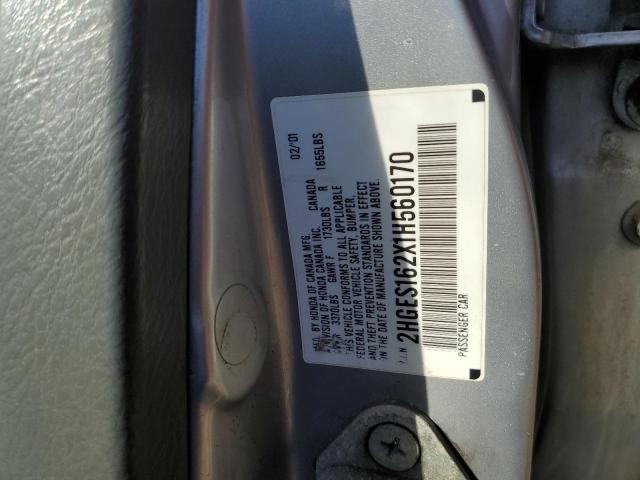 MFD. BY HONDA OF CANADA MFG. 02/'01
A DIVISION OF HONDA CANADA INC. CANADA
GVWR 3370LBS GAWR F 1730LBS R 1655LBS
THIS VEHICLE CONFORMS TO ALL APPLICABLE
FEDERAL MOTOR VEHICLE SAFETY, BUMPER,
AND THEFT PREVENTION STANDARDS IN EFFECT
IN THE DATE OF MANUFACTURE SHOWN ABOVE.
V.I.N 2HGES162X1H560170
PASSENGER CAR